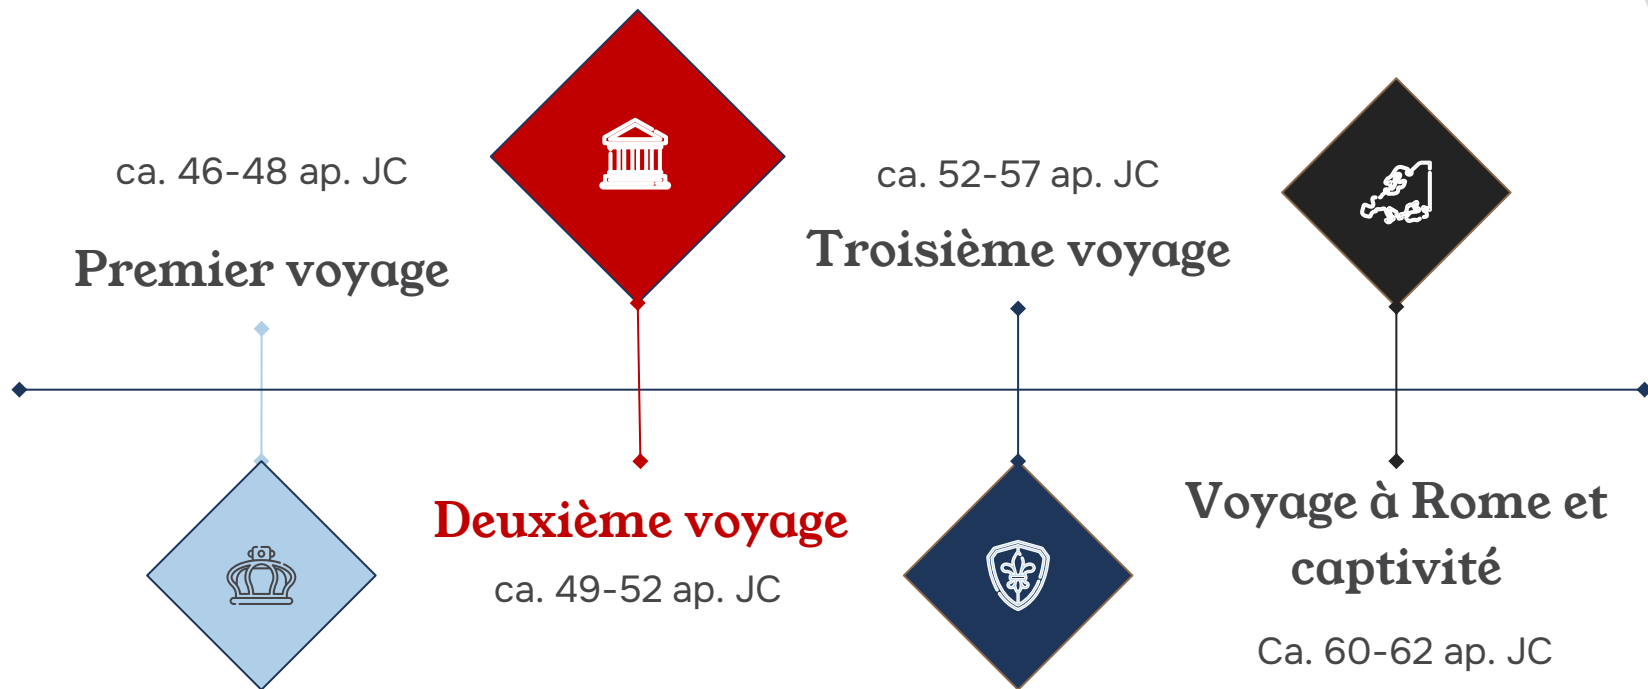 ca. 46-48 ap. JC
Premier voyage
Deuxième voyage
ca. 49-52 ap. JC
ca. 52-57 ap. JC
Troisième voyage
Voyage à Rome et
captivité
Ca. 60-62 ap. JC